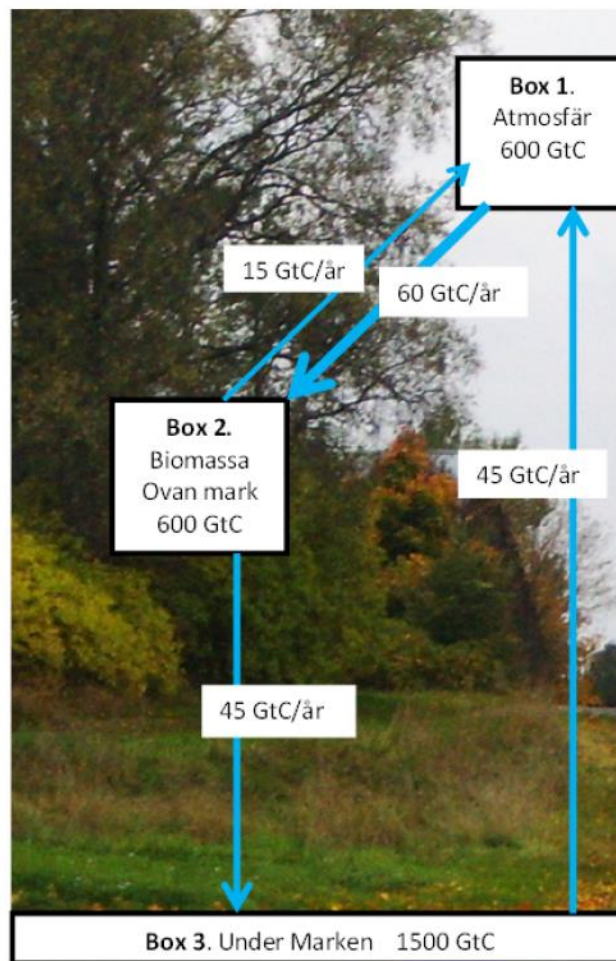 Box 1.
Atmosfär
600 GtC
15 GtC/år
60 GtC/år
Box 2.
Biomassa
Ovan mark
600 GtC
45 GtC/år
45 GtC/år
Box 3. Under Marken 1500 GtC